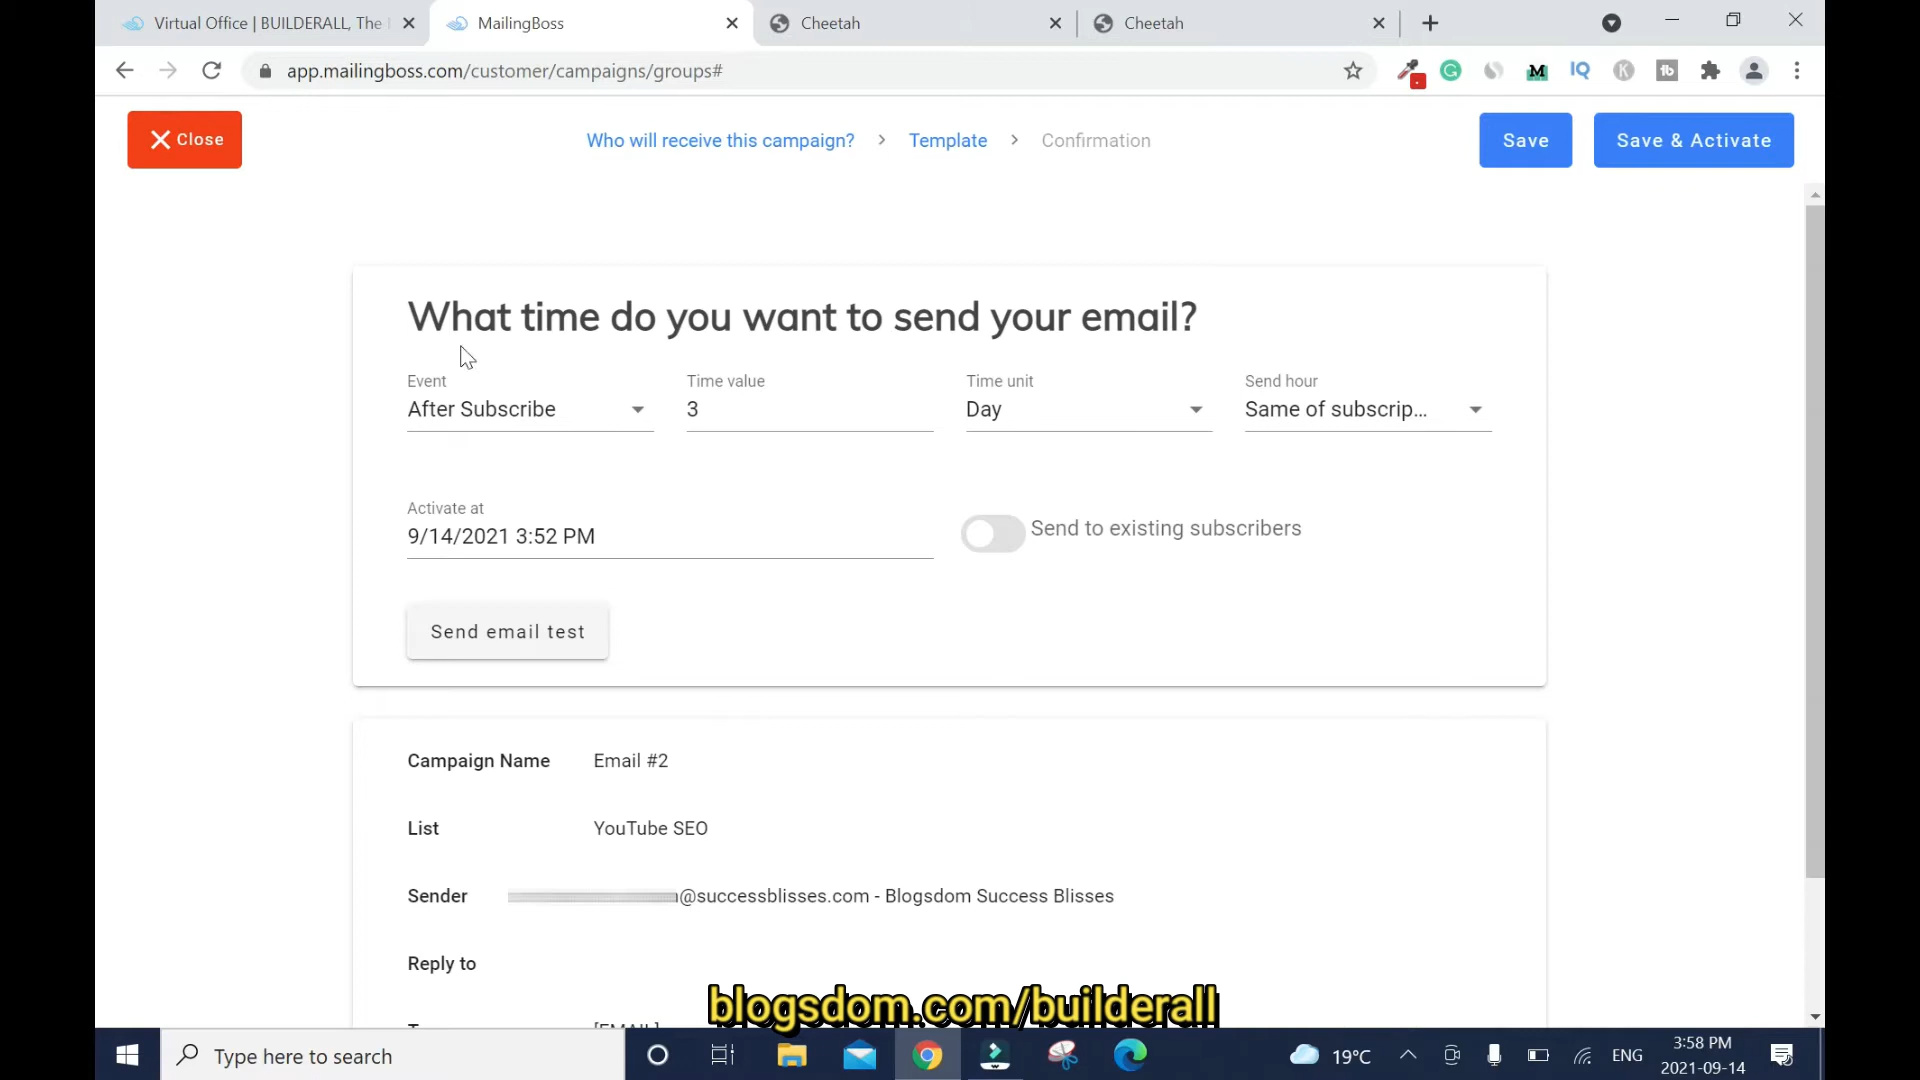 Virtual Office | BUILDERALL, The
MailingBoss
Cheetah
Cheetah
app.mailingboss.com/customer/campaigns/groups#
Close
Who will receive this campaign? > Template > Confirmation
Save
Save & Activate
What time do you want to send your email?
Event
After Subscribe
Time value
3
Time unit
Day
Send hour
Same of subscrip...
Activate at
9/14/2021 3:52 PM
Send to existing subscribers
Send email test
Campaign Name Email #2
List YouTube SEO
Sender @successblisses.com - Blogsdom Success Blisses
Reply to
[EMAIL]
blogsdom.com/builderall
Type here to search
19°C
ENG
3:58 PM
2021-09-14